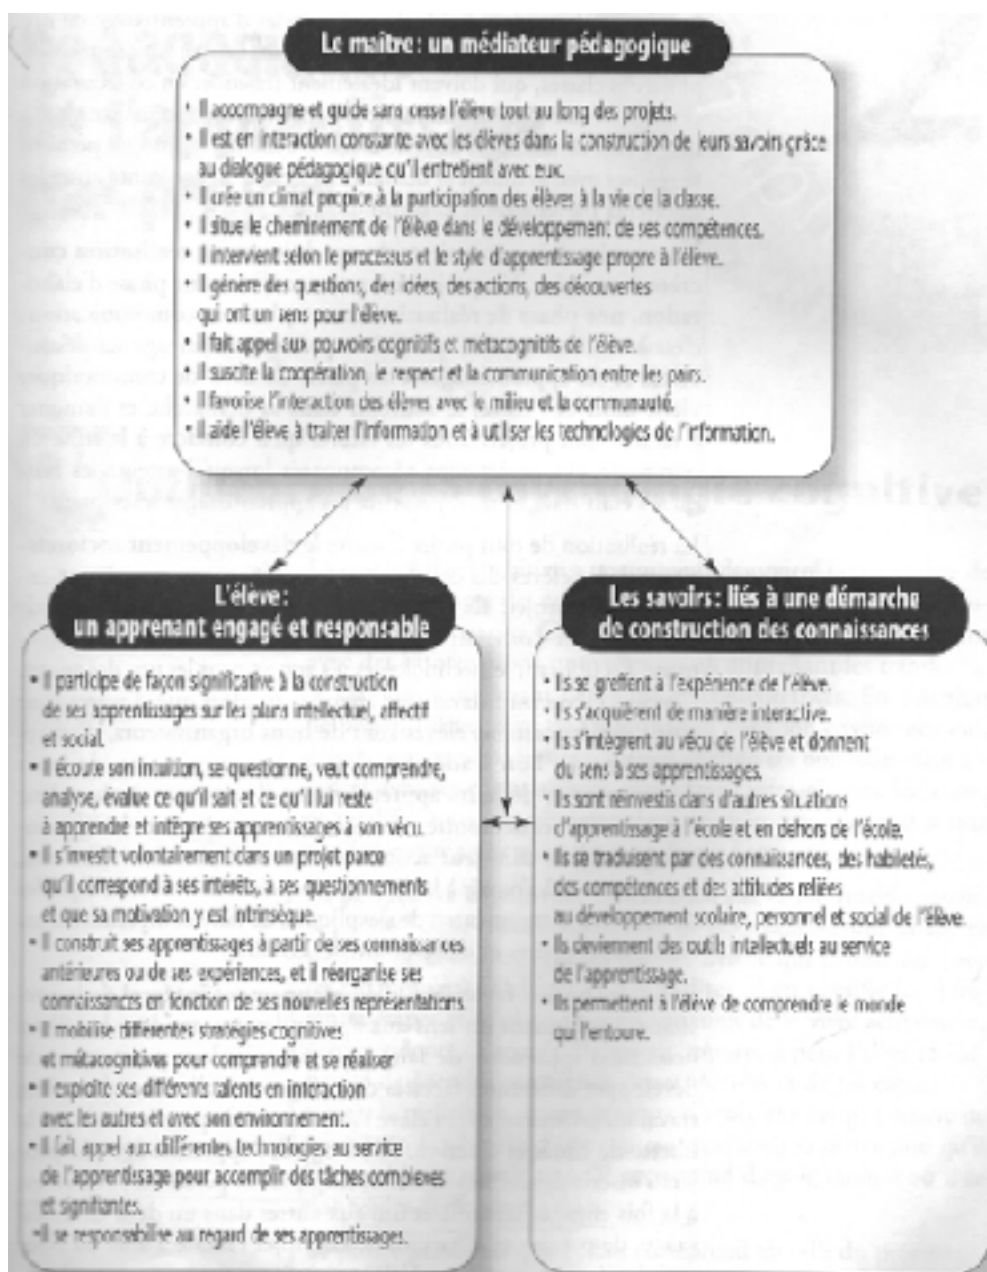 Le maître : un médiateur pédagogique
• Il accompagne et guide sans cesse l'élève tout au long des projets.
• Il est en interaction constante avec les élèves dans la construction de leurs savoirs grâce
au dialogue pédagogique qu'il entretient avec eux.
• Il crée un climat propice à la participation des élèves à la vie de la classe.
• Il situe le cheminement de l'élève dans le développement de ses compétences.
• Il intervient selon le processus et le style d'apprentissage propre à l'élève.
• Il génère des questions, des idées, des actions, des découvertes
qui ont un sens pour l'élève.
• Il fait appel aux pouvoirs cognitifs et métacognitifs de l'élève.
• Il suscite la coopération, le respect et la communication entre les pairs.
• Il favorise l'interaction des élèves avec le milieu et la communauté.
• Il aide l'élève à traiter l'information et à utiliser les technologies de l'information.
L'élève :
un apprenant engagé et responsable
• Il participe de façon significative à la construction
de ses apprentissages sur les plans intellectuel, affectif
et social.
• Il écoute son intuition, se questionne, veut comprendre,
analyse, évalue ce qu'il sait et ce qu'il lui reste
à apprendre et intègre ses apprentissages à son vécu.
• Il s'investit volontairement dans un projet parce
qu'il correspond à ses intérêts, à ses questionnements
et que sa motivation y est intrinsèque.
• Il construit ses apprentissages à partir de ses connaissances
antérieures ou de ses expériences, et il réorganise ses
connaissances en fonction de ses nouvelles représentations.
• Il mobilise différentes stratégies cognitives
et métacognitives pour comprendre et se réaliser
• Il exploite ses différents talents en interaction
avec les autres et avec son environnement.
• Il fait appel aux différentes technologies au service
de l'apprentissage pour accomplir des tâches complexes
et signifiantes.
• Il se responsabilise au regard de ses apprentissages.
Les savoirs : liés à une démarche
de construction des connaissances
• Ils se greffent à l'expérience de l'élève.
• Ils s'acquièrent de manière interactive.
• Ils s'intègrent au vécu de l'élève et donnent
du sens à ses apprentissages.
• Ils sont réinvestis dans d'autres situations
d'apprentissage à l'école et en dehors de l'école.
• Ils se traduisent par des connaissances, des habiletés,
des compétences et des attitudes reliées
au développement scolaire, personnel et social de l'élève.
• Ils deviennent des outils intellectuels au service
de l'apprentissage.
• Ils permettent à l'élève de comprendre le monde
qui l'entoure.